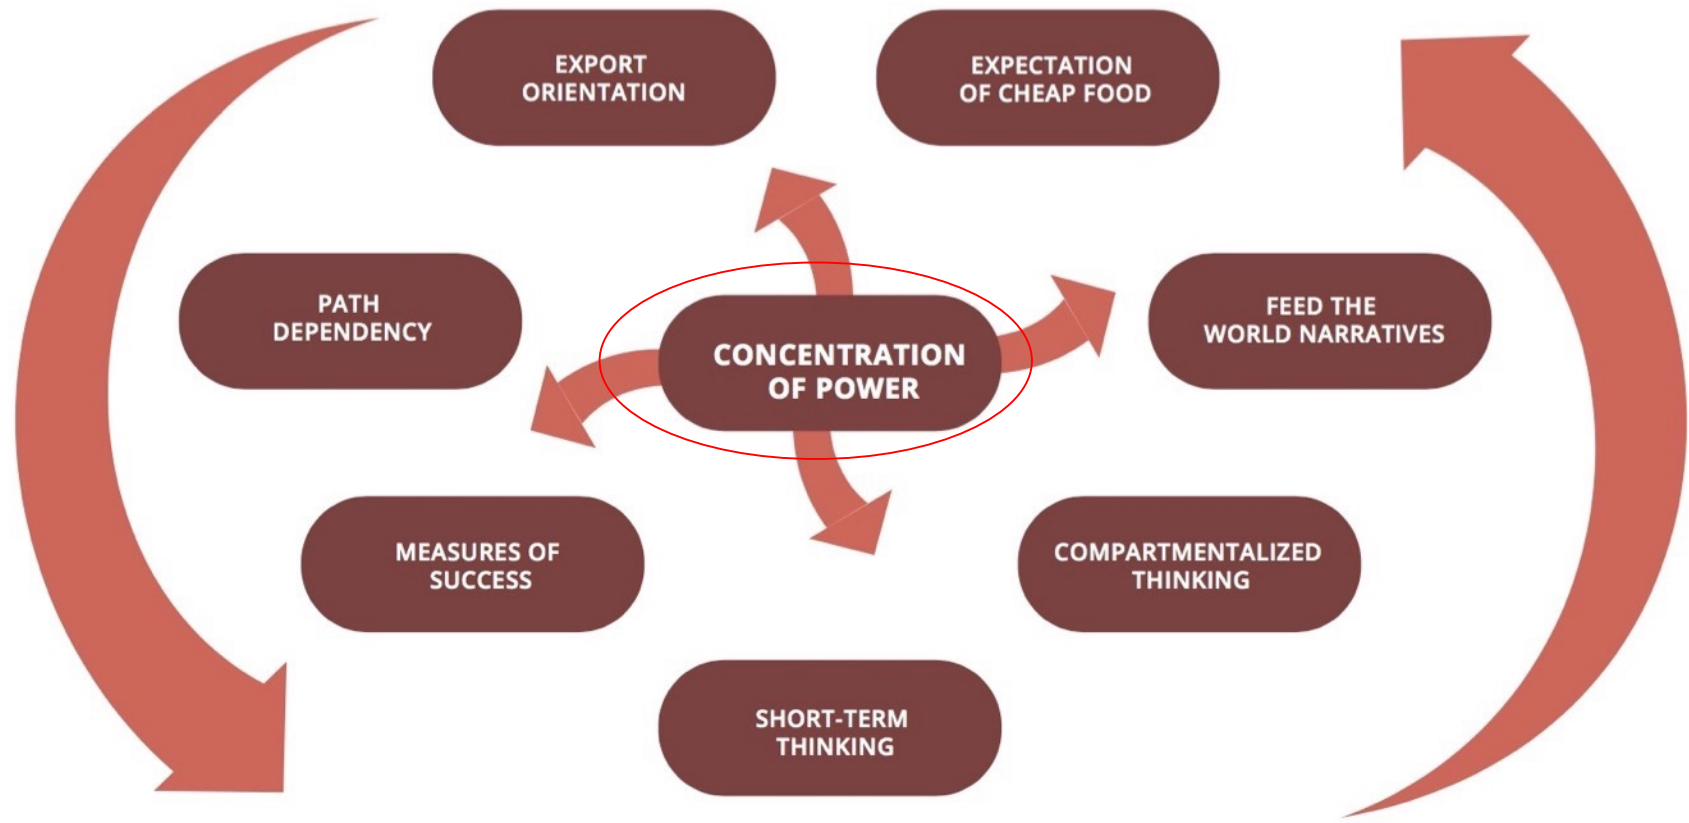 EXPORT
ORIENTATION
EXPECTATION
OF CHEAP FOOD
PATH
DEPENDENCY
CONCENTRATION
OF POWER
FEED THE
WORLD NARRATIVES
MEASURES OF
SUCCESS
COMPARTMENTALIZED
THINKING
SHORT-TERM
THINKING